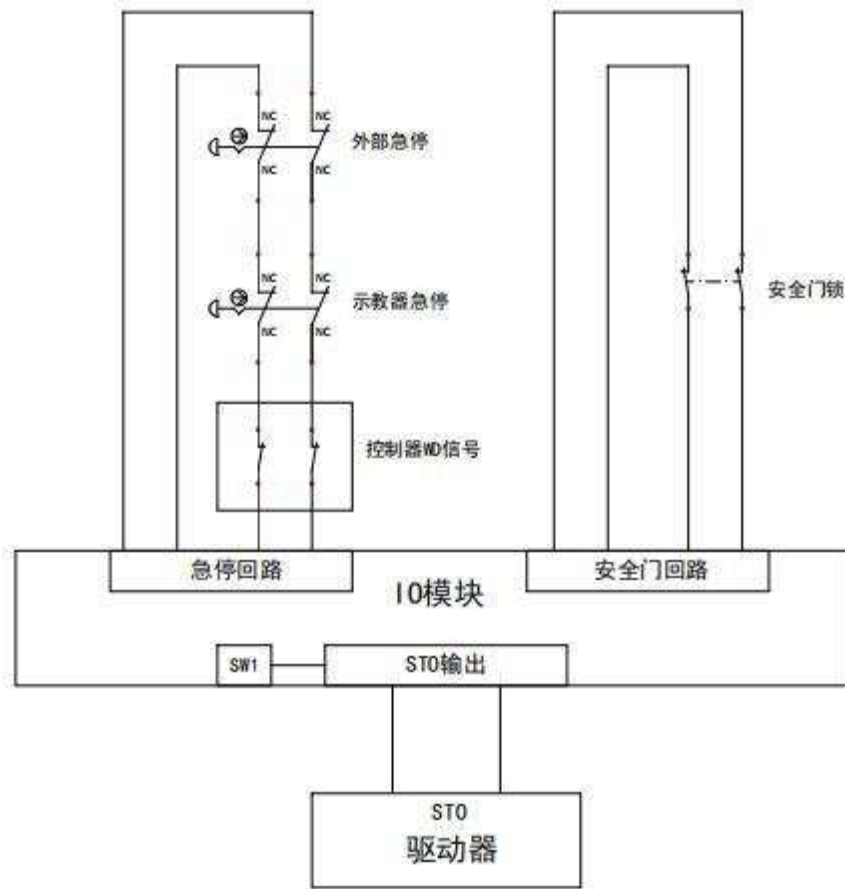 NC NC
外部急停
NC NC
NC NC
示教器急停
NC NC
安全门锁
控制器WD信号
急停回路
安全门回路
IO模块
SW1
STO输出
STO
驱动器